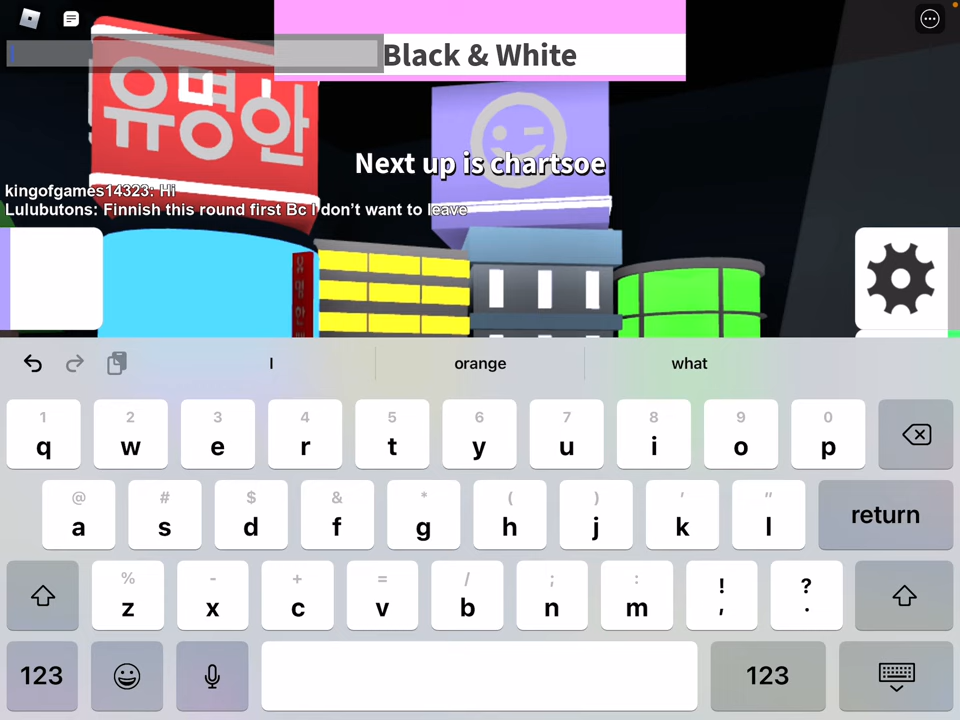 Black & White
유명한
Next up is chartsoe
kingofgames14323: Hi
Lulubutons: Finnish this round first Bc I don’t want to leave
I orange what
1 2 3 4 5 6 7 8 9 0
q w e r t y u i o p
@ # $ & * ( ) ' "
a s d f g h j k l return
% - + = / ; : ! ?
z x c v b n m , .
123 123